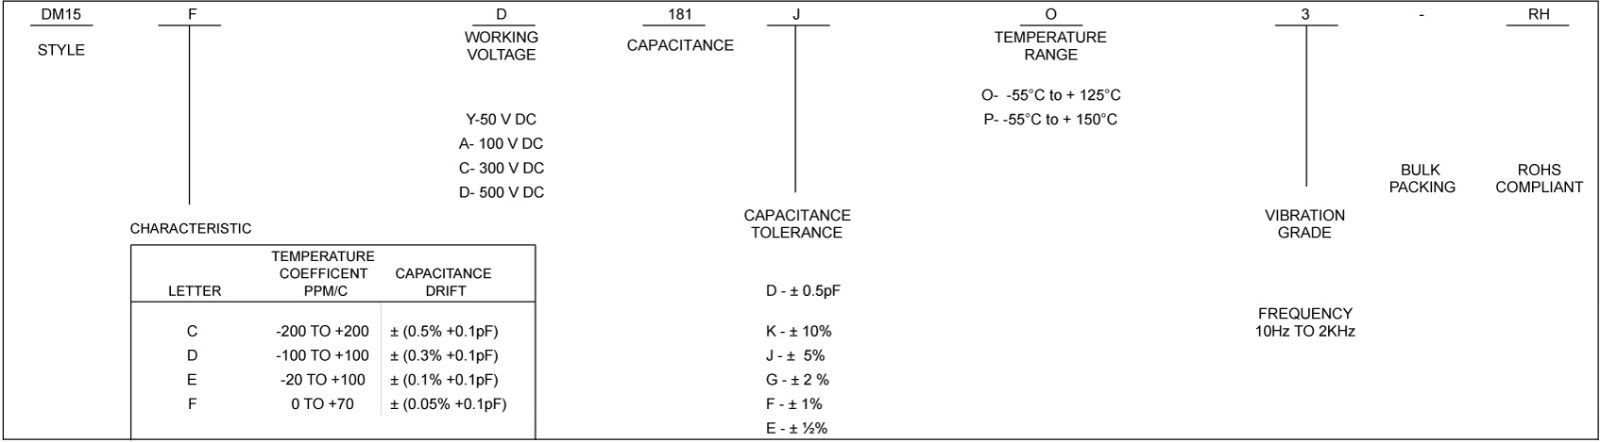 DM15 F D 181 J O 3 - RH
STYLE
WORKING
VOLTAGE
CAPACITANCE
TEMPERATURE
RANGE
O- -55°C to + 125°C
P- -55°C to + 150°C
Y-50 V DC
A- 100 V DC
C- 300 V DC
D- 500 V DC
BULK
PACKING
ROHS
COMPLIANT
CHARACTERISTIC
CAPACITANCE
TOLERANCE
VIBRATION
GRADE
LETTER
TEMPERATURE
COEFFICENT
PPM/C
CAPACITANCE
DRIFT
C -200 TO +200 ± (0.5% +0.1pF)
D -100 TO +100 ± (0.3% +0.1pF)
E -20 TO +100 ± (0.1% +0.1pF)
F 0 TO +70 ± (0.05% +0.1pF)
D - ± 0.5pF
K - ± 10%
J - ± 5%
G - ± 2 %
F - ± 1%
E - ± ½%
FREQUENCY
10Hz TO 2KHz